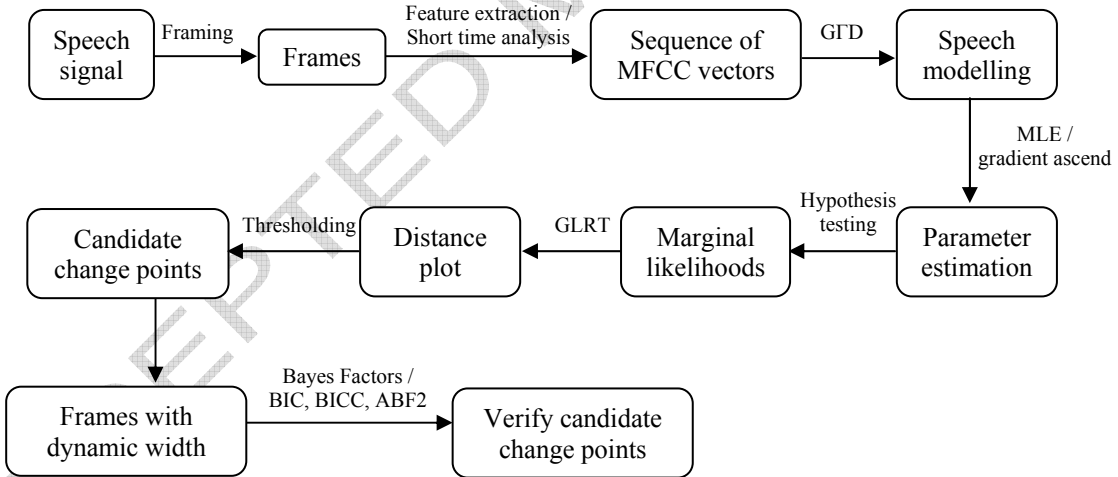 Speech
signal
Framing
Frames
Feature extraction /
Short time analysis
Sequence of
MFCC vectors
GΓD
Speech
modelling
MLE /
gradient ascend
Parameter
estimation
Hypothesis
testing
Marginal
likelihoods
GLRT
Distance
plot
Thresholding
Candidate
change points
Frames with
dynamic width
Bayes Factors /
BIC, BICC, ABF2
Verify candidate
change points
EPTED M